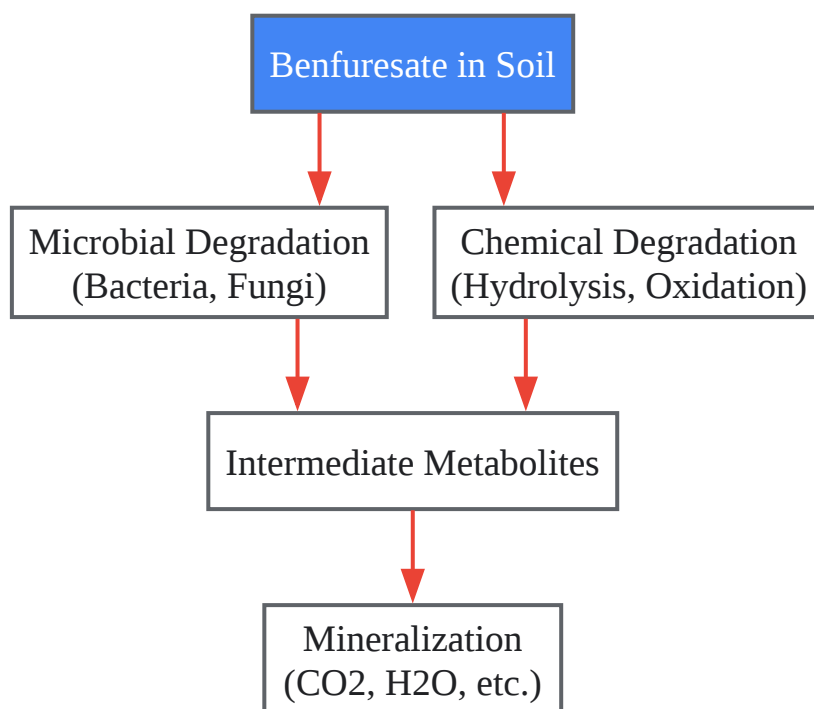 Benfuresate in Soil
Microbial Degradation
(Bacteria, Fungi)
Chemical Degradation
(Hydrolysis, Oxidation)
Intermediate Metabolites
Mineralization
(CO2, H2O, etc.)